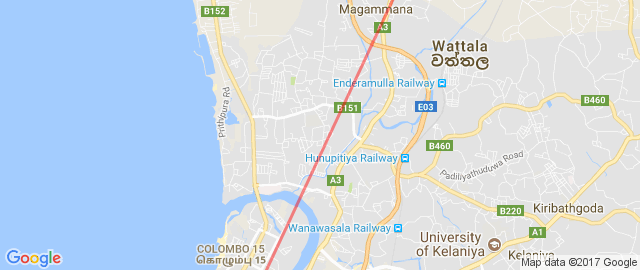 Magammana
B152
A3
Wattala
වත්තල
Enderamulla Railway
B151
E03
B460
Prithipura Rd
B460
Hunupitiya Railway
Padiliyathuduwa Road
A3
B220
Kiribathgoda
Wanawasala Railway
A1
COLOMBO 15
கொழும்பு 15
University
of Kelaniya
Kelaniya
Google
Map data ©2017 Google